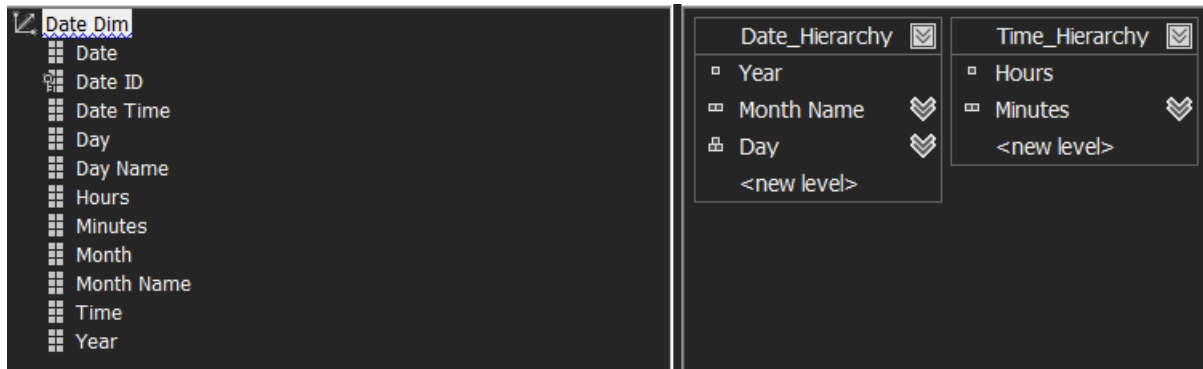 Date Dim
Date
Date ID
Date Time
Day
Day Name
Hours
Minutes
Month
Month Name
Time
Year
Date_Hierarchy
Year
Month Name
Day
<new level>
Time_Hierarchy
Hours
Minutes
<new level>